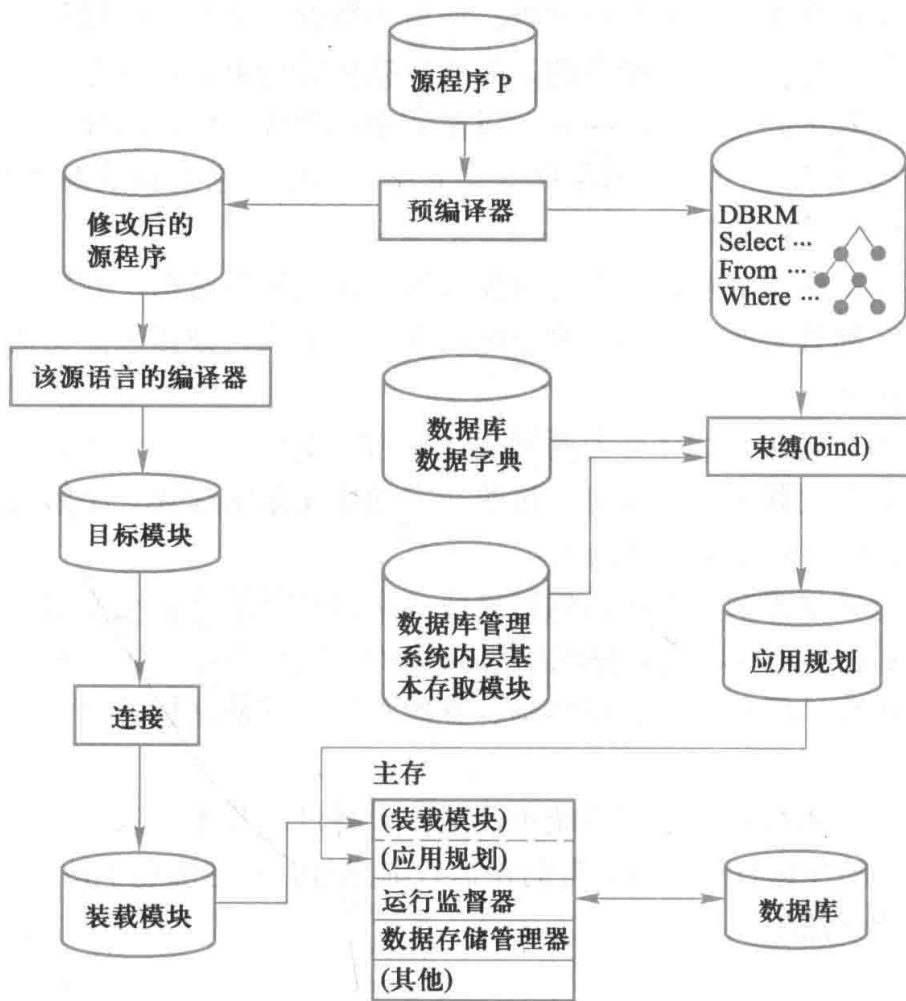 源程序 P
预编译器
修改后的
源程序
DBRM
Select ···
From ···
Where ···
该源语言的编译器
数据库
数据字典
束缚(bind)
目标模块
数据库管理
系统内层基
本存取模块
应用规划
连接
主存
(装载模块)
(应用规划)
运行监督器
数据存储管理器
(其他)
装载模块
数据库